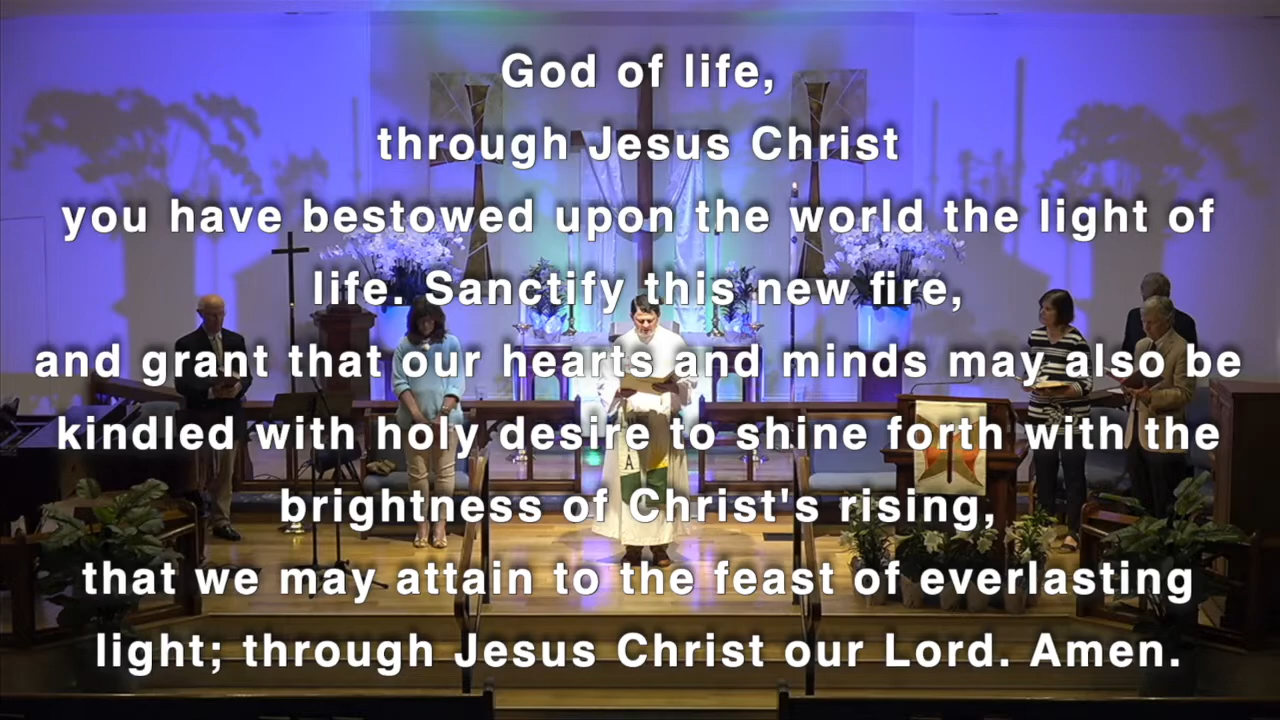 God of life,
through Jesus Christ
you have bestowed upon the world the light of
life. Sanctify this new fire,
and grant that our hearts and minds may also be
kindled with holy desire to shine forth with the
brightness of Christ's rising,
that we may attain to the feast of everlasting
light; through Jesus Christ our Lord. Amen.